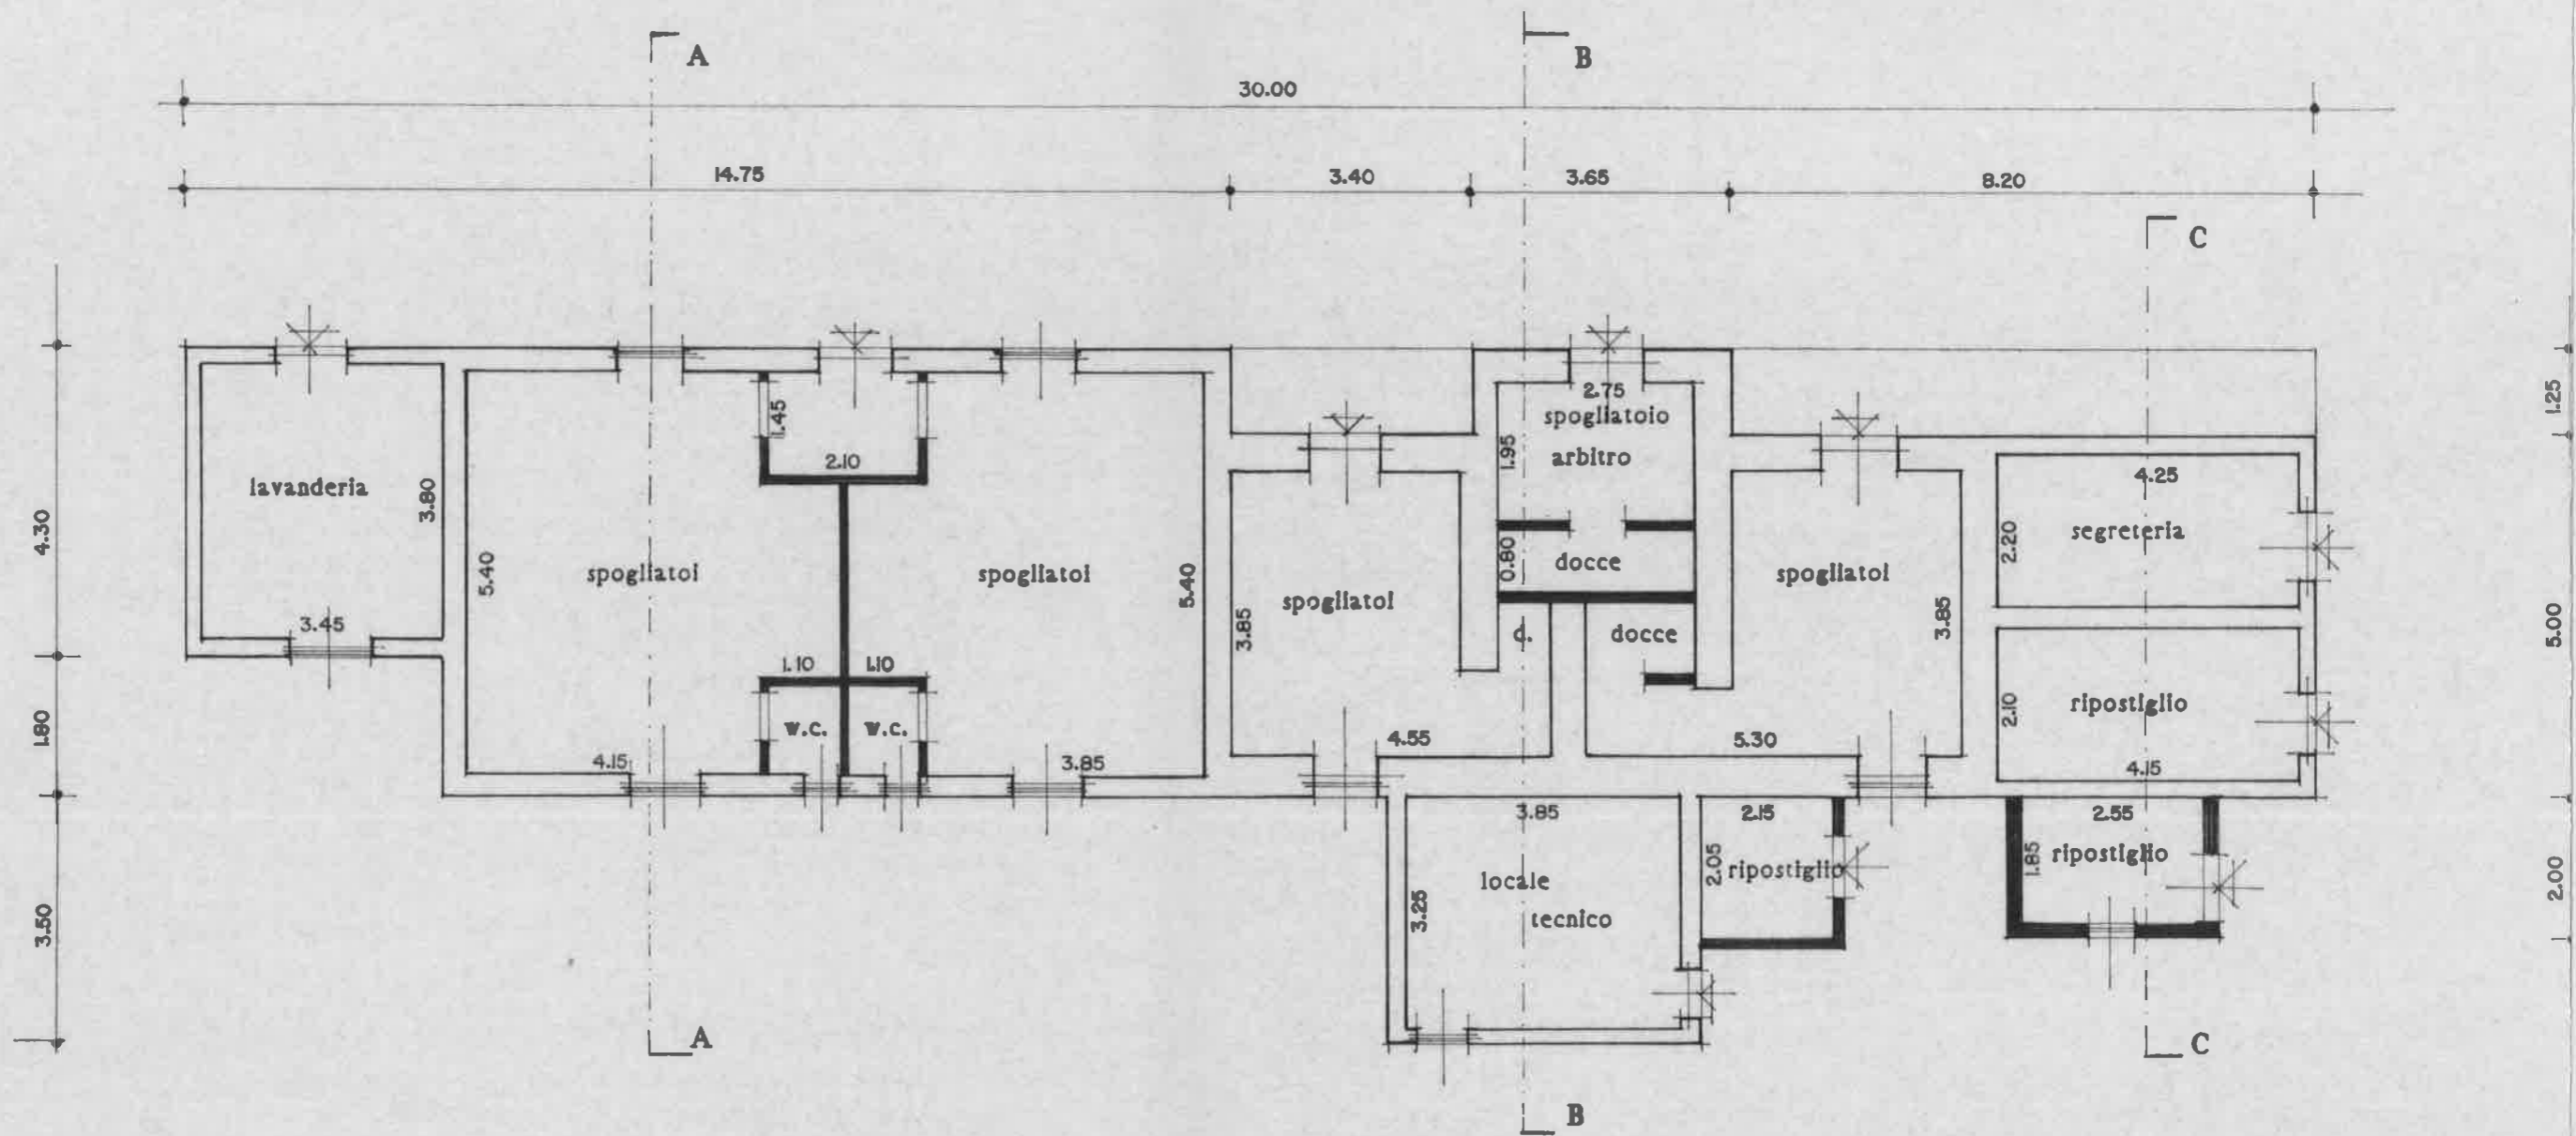 A
B
30.00
14.75
3.40
3.65
8.20
C
1.25
2.75
spogliatoio
arbitro
1.95
1.45
2.10
4.25
lavanderia
3.80
segreteria
2.20
4.30
5.40
spogliatoi
spogliatoi
5.40
0.80
docce
spogliatoi
spogliatoi
3.85
3.85
3.45
d.
docce
5.00
1.10
1.10
1.80
w.c.
w.c.
ripostiglio
2.10
4.15
3.85
4.55
5.30
4.15
3.85
2.15
2.55
3.50
3.25
locale
tecnico
2.05
ripostiglio
1.85
ripostiglio
2.00
A
C
B